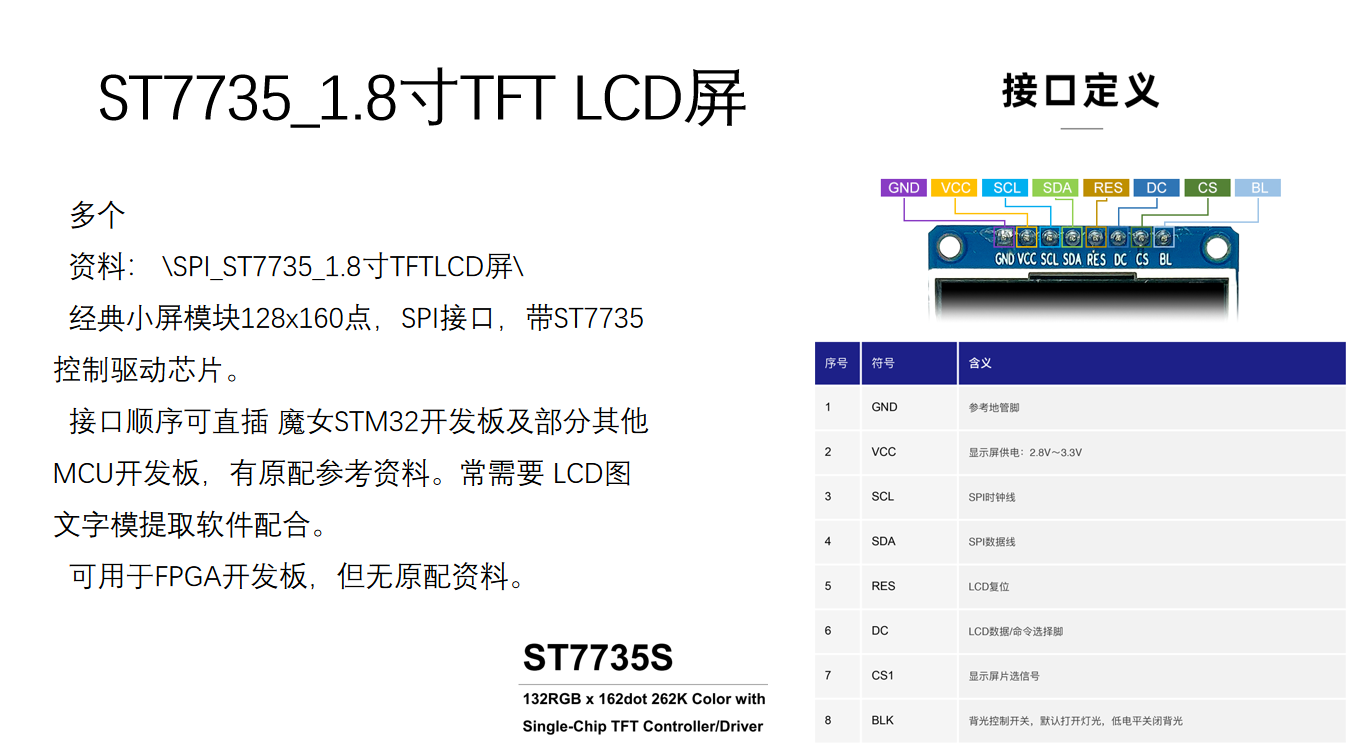 ST7735_1.8寸TFT LCD屏
多个
资料： \SPI_ST7735_1.8寸TFTLCD屏\
经典小屏模块128x160点，SPI接口，带ST7735
控制驱动芯片。
接口顺序可直插 魔女STM32开发板及部分其他
MCU开发板，有原配参考资料。常需要 LCD图
文字模提取软件配合。
可用于FPGA开发板，但无原配资料。
ST7735S
132RGB x 162dot 262K Color with
Single-Chip TFT Controller/Driver
接口定义
GND VCC SCL SDA RES DC CS BL
GND VCC SCL SDA RES DC CS BL
序号 符号 含义
1 GND 参考地管脚
2 VCC 显示屏供电：2.8V～3.3V
3 SCL SPI时钟线
4 SDA SPI数据线
5 RES LCD复位
6 DC LCD数据/命令选择脚
7 CS1 显示屏片选信号
8 BLK 背光控制开关，默认打开灯光，低电平关闭背光